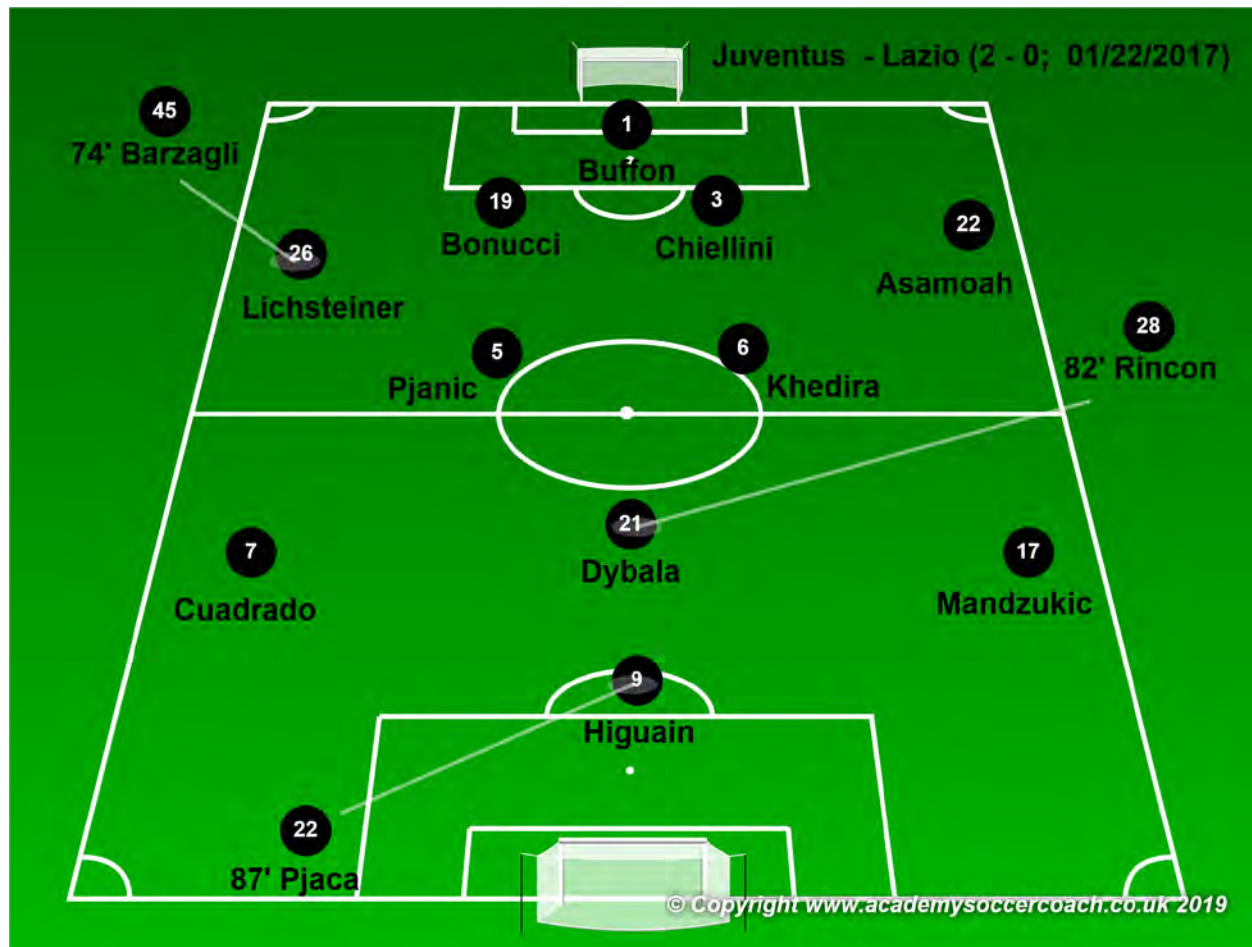 Juventus - Lazio (2 - 0; 01/22/2017)
45
74' Barzagli
1
Buffon
19
Bonucci
3
Chiellini
22
Asamoah
26
Lichsteiner
28
82' Rincon
5
Pjanic
6
Khedira
21
Dybala
7
Cuadrado
17
Mandzukic
9
Higuain
22
87' Pjaca
© Copyright www.academysoccercoach.co.uk 2019